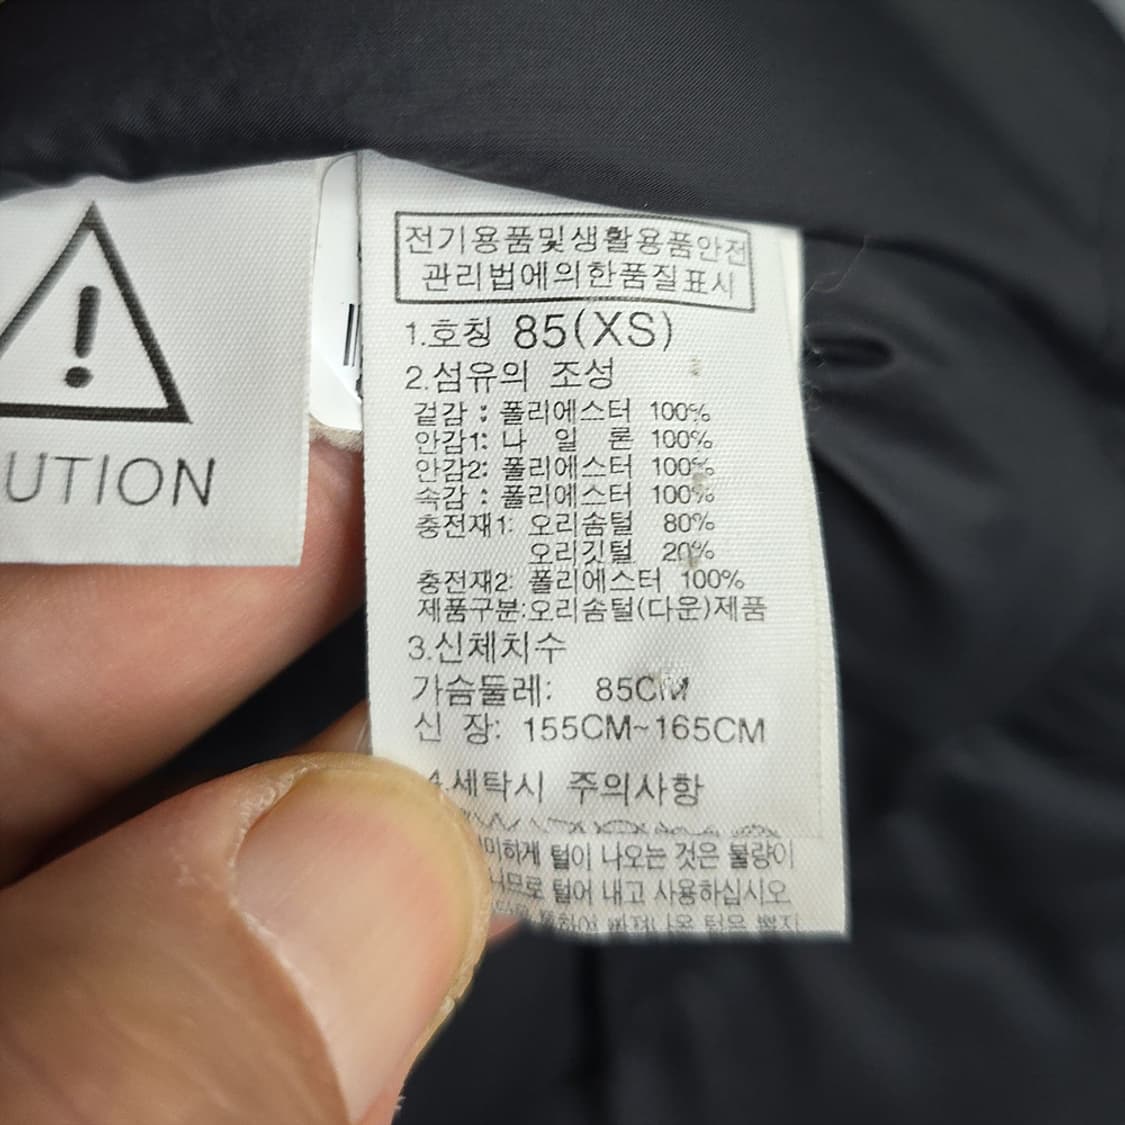 UTION
전기용품및생활용품안전
관리법에의한품질표시
1.호칭 85(XS)
2.섬유의 조성
겉감 : 폴리에스터 100%
안감1: 나 일 론 100%
안감2: 폴리에스터 100%
속감 : 폴리에스터 100%
충전재1: 오리솜털 80%
오리깃털 20%
충전재2: 폴리에스터 100%
제품구분:오리솜털(다운)제품
3.신체치수
가슴둘레: 85CM
신 장: 155CM~165CM
4.세탁시 주의사항
털이 나오는 것은 불량이
털어 내고 사용하십시오